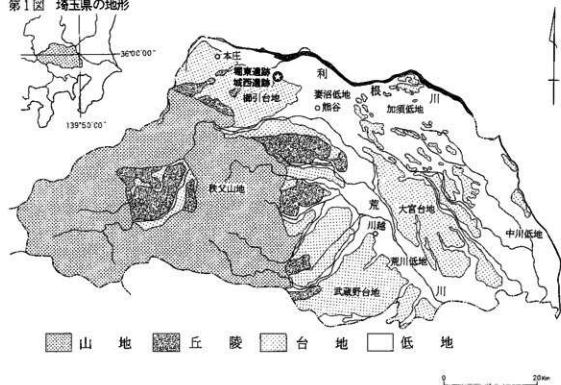 第1図 埼玉県の地形
36°00'00"
139°50'00"
本庄
堀東遺跡
城西遺跡
櫛引台地
利根川
妻沼低地
熊谷
加須低地
秩父山地
大宮台地
荒川
川越
荒川低地
中川低地
武蔵野台地
山地
丘陵
台地
低地
0 20Km